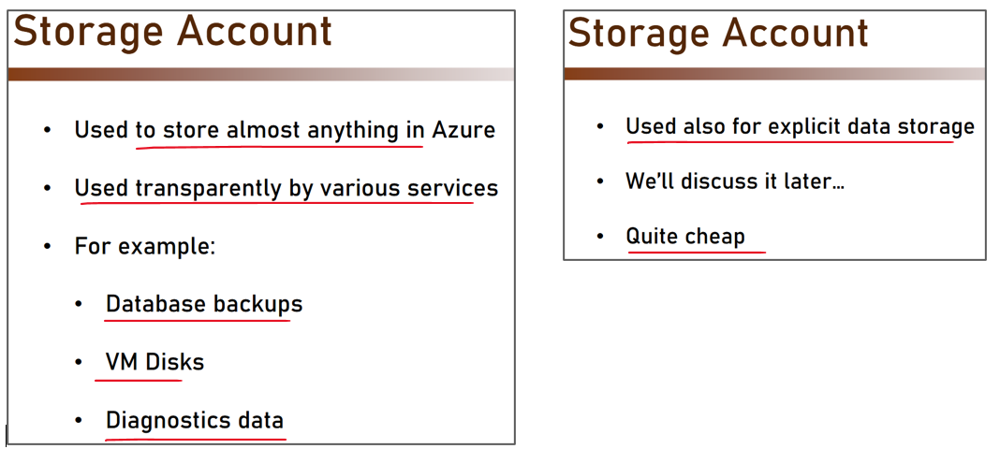 Storage Account
• Used to store almost anything in Azure
• Used transparently by various services
• For example:
• Database backups
• VM Disks
• Diagnostics data
Storage Account
• Used also for explicit data storage
• We'll discuss it later...
• Quite cheap